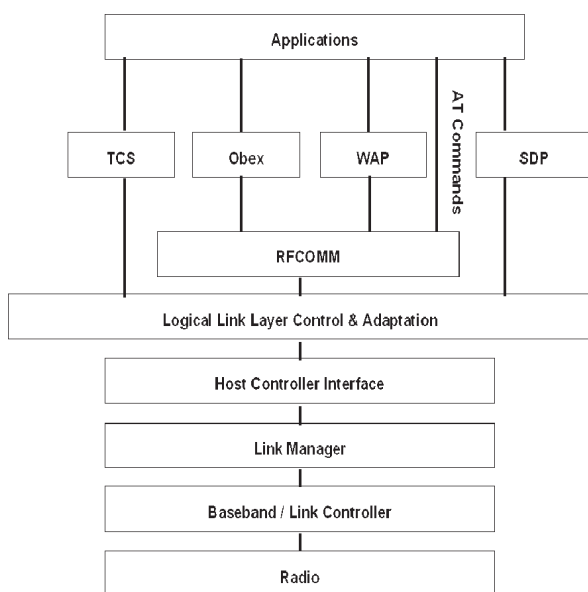 Applications
AT Commands
TCS
Obex
WAP
SDP
RFCOMM
Logical Link Layer Control & Adaptation
Host Controller Interface
Link Manager
Baseband / Link Controller
Radio